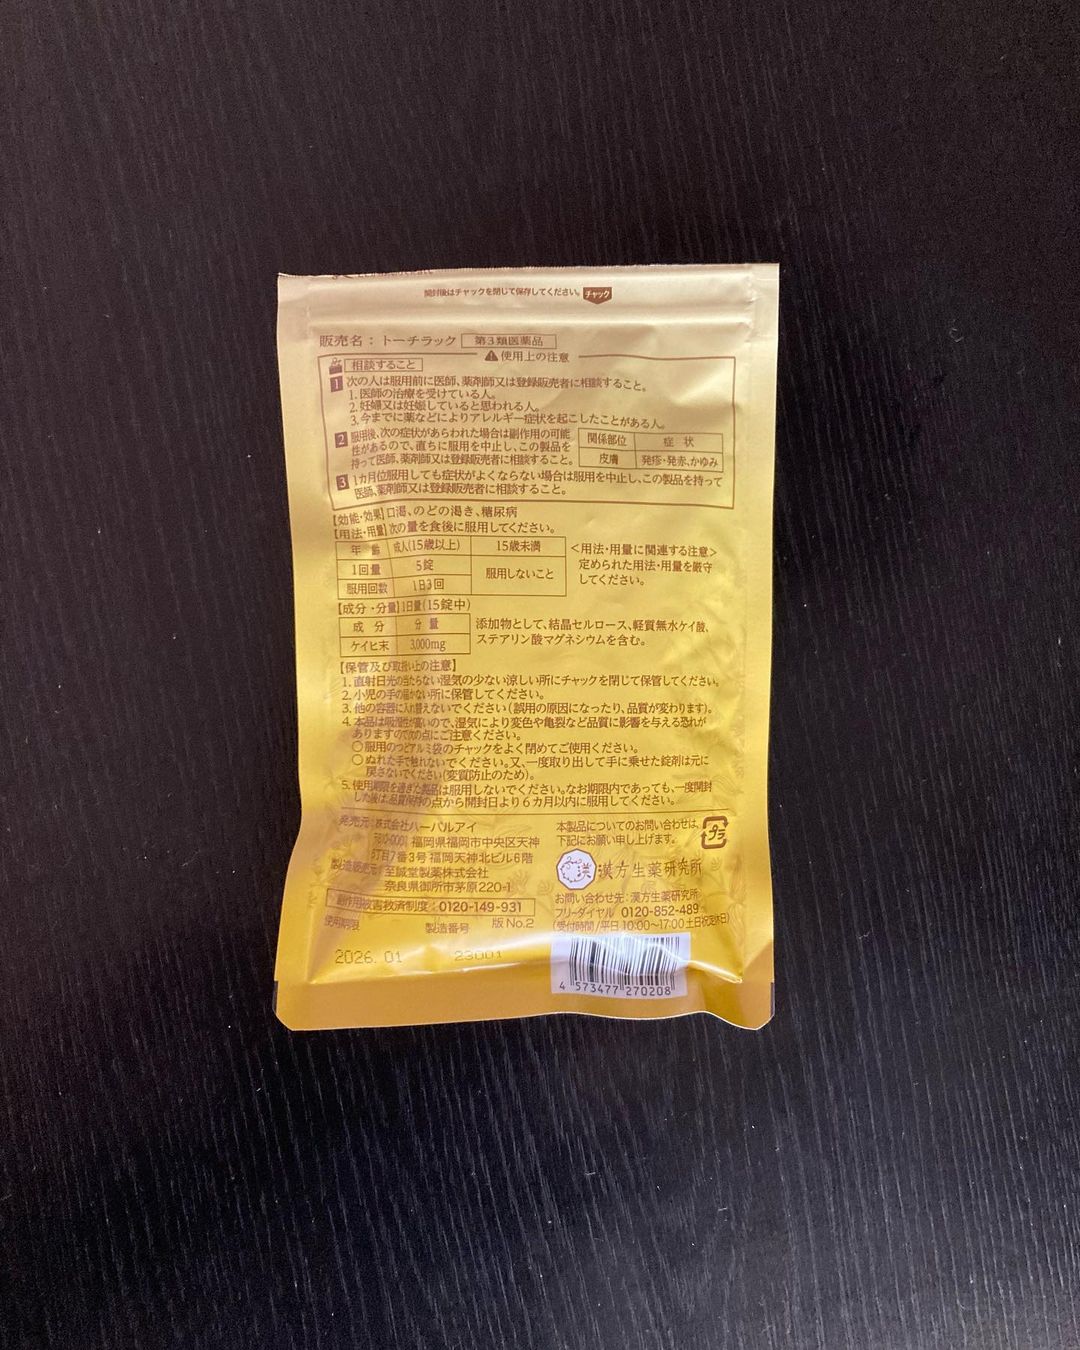 開封後はチャックを閉じて保存してください。 チャック
販売名：トーチラック 第3類医薬品
使用上の注意
相談すること
1 次の人は服用前に医師、薬剤師又は登録販売者に相談すること。
1. 医師の治療を受けている人。
2. 妊婦又は妊娠していると思われる人。
3. 今までに薬などによりアレルギー症状を起こしたことがある人。
2 服用後、次の症状があらわれた場合は副作用の可能
性があるので、直ちに服用を中止し、この製品を
持って医師、薬剤師又は登録販売者に相談すること。
関係部位 症状
皮膚 発疹・発赤、かゆみ
3 1カ月位服用しても症状がよくならない場合は服用を中止し、この製品を持って
医師、薬剤師又は登録販売者に相談すること。
【効能・効果】口渇、のどの渇き、糖尿病
【用法・用量】次の量を食後に服用してください。
年齢 成人(15歳以上) 15歳未満
1回量 5錠 服用しないこと
服用回数 1日3回
＜用法・用量に関連する注意＞
定められた用法・用量を厳守
してください。
【成分・分量】1日量(15錠中)
成分 分量
ケイヒ末 3,000mg
添加物として、結晶セルロース、軽質無水ケイ酸、
ステアリン酸マグネシウムを含む。
【保管及び取扱い上の注意】
1. 直射日光の当たらない湿気の少ない涼しい所にチャックを閉じて保管してください。
2. 小児の手の届かない所に保管してください。
3. 他の容器に入れ替えないでください（誤用の原因になったり、品質が変わります）。
4. 本品は吸湿性が高いので、湿気により変色や亀裂など品質に影響を与える恐れが
ありますので次の点にご注意ください。
○服用のつどアルミ袋のチャックをよく閉めてご使用ください。
○ぬれた手で触れないでください。又、一度取り出して手に乗せた錠剤は元に
戻さないでください(変質防止のため)。
5. 使用期限を過ぎた製品は服用しないでください。なお期限内であっても、一度開封
した後は、品質保持の点から開封日より6カ月以内に服用してください。
発売元：株式会社ハーバルアイ
福岡県福岡市中央区天神
丁目7番3号 福岡天神北ビル6階
製造販売元：至誠堂製薬株式会社
奈良県御所市茅原220-1
副作用被害救済制度：0120-149-931
使用期限 製造番号 版No.2
2026. 01 23001
本製品についてのお問い合わせは、
下記にお願い申し上げます。
プラ
漢方生薬研究所
お問い合わせ先：漢方生薬研究所
フリーダイヤル 0120-852-489
(受付時間/平日10:00～17:00 土日祝定休日)
4 573477 270208